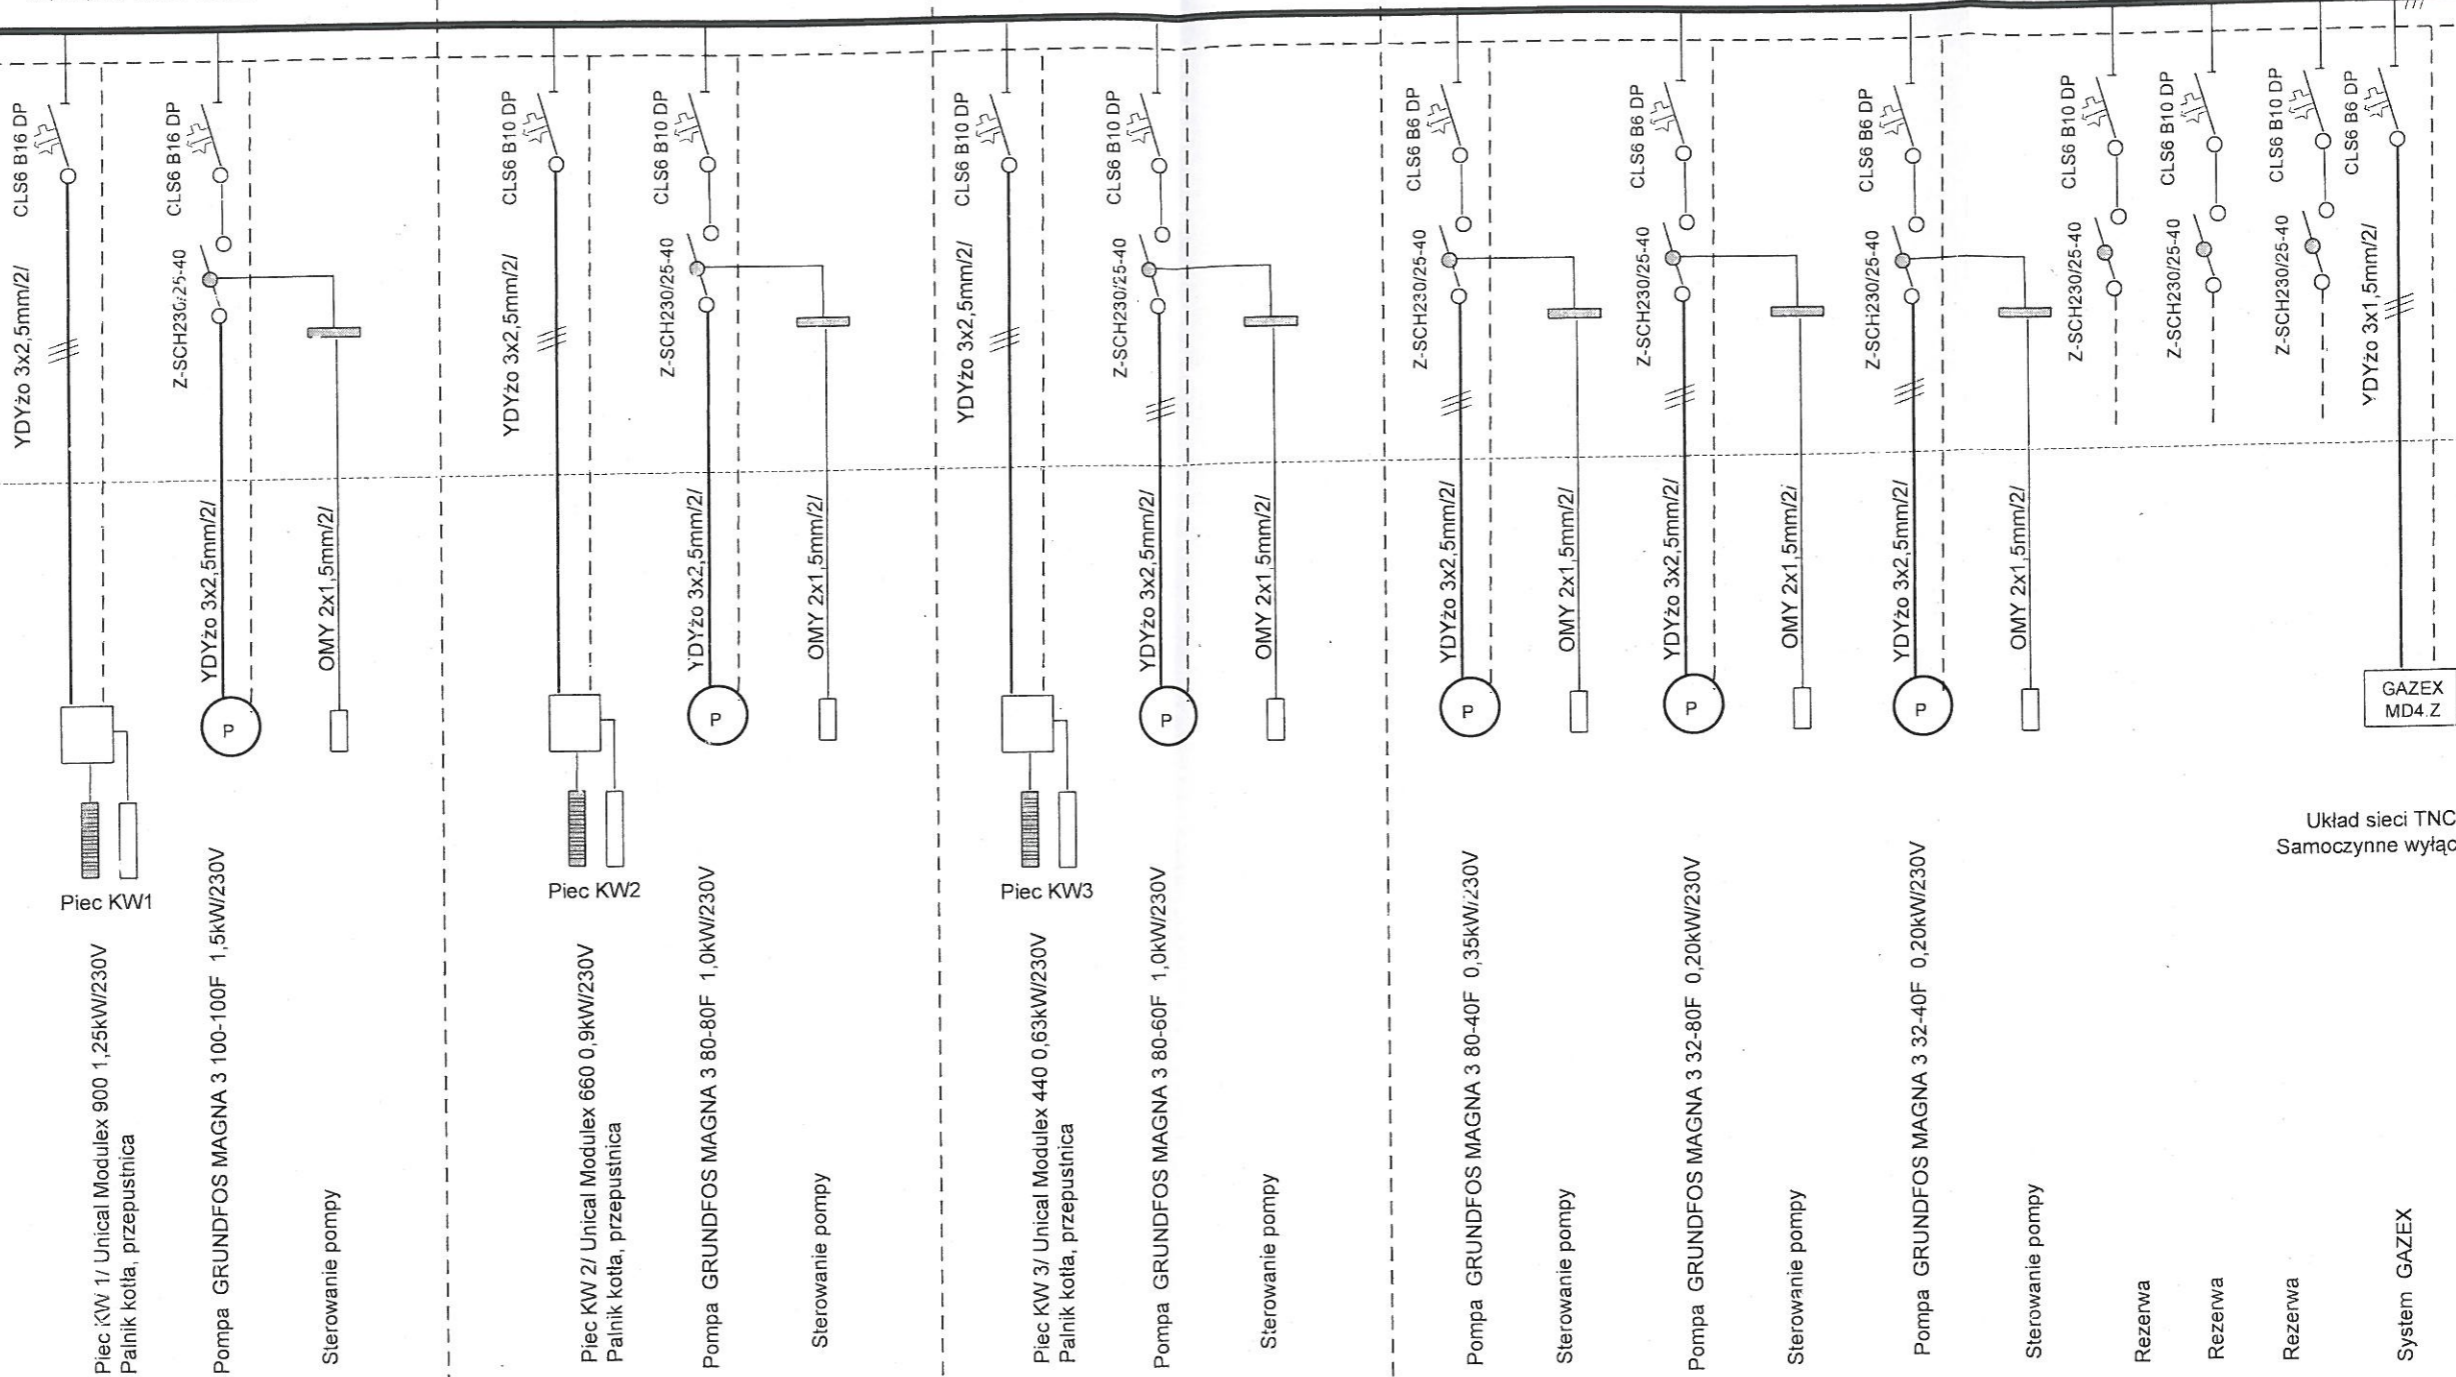 CLS6 B16 DP
YDYżo 3x2,5mm/2/
CLS6 B16 DP
Z-SCH230/25-40
YDYżo 3x2,5mm/2/
OMY 2x1,5mm/2/
P
Piec KW1
Piec KW 1/ Unical Modulex 900 1,25kW/230V
Palnik kotła, przepustnica
Pompa GRUNDFOS MAGNA 3 100-100F 1,5kW/230V
Sterowanie pompy
CLS6 B10 DP
YDYżo 3x2,5mm/2/
CLS6 B10 DP
Z-SCH230/25-40
YDYżo 3x2,5mm/2/
OMY 2x1,5mm/2/
P
Piec KW2
Piec KW 2/ Unical Modulex 660 0,9kW/230V
Palnik kotła, przepustnica
Pompa GRUNDFOS MAGNA 3 80-80F 1,0kW/230V
Sterowanie pompy
CLS6 B10 DP
YDYżo 3x2,5mm/2/
CLS6 B10 DP
Z-SCH230/25-40
YDYżo 3x2,5mm/2/
OMY 2x1,5mm/2/
P
Piec KW3
Piec KW 3/ Unical Modulex 440 0,63kW/230V
Palnik kotła, przepustnica
Pompa GRUNDFOS MAGNA 3 80-60F 1,0kW/230V
Sterowanie pompy
CLS6 B6 DP
Z-SCH230/25-40
YDYżo 3x2,5mm/2/
OMY 2x1,5mm/2/
P
Pompa GRUNDFOS MAGNA 3 80-40F 0,35kW/230V
Sterowanie pompy
CLS6 B6 DP
Z-SCH230/25-40
YDYżo 3x2,5mm/2/
OMY 2x1,5mm/2/
P
Pompa GRUNDFOS MAGNA 3 32-80F 0,20kW/230V
Sterowanie pompy
CLS6 B6 DP
Z-SCH230/25-40
YDYżo 3x2,5mm/2/
OMY 2x1,5mm/2/
P
Pompa GRUNDFOS MAGNA 3 32-40F 0,20kW/230V
Sterowanie pompy
CLS6 B10 DP
Z-SCH230/25-40
Rezerwa
CLS6 B10 DP
Z-SCH230/25-40
Rezerwa
CLS6 B10 DP
Z-SCH230/25-40
Rezerwa
CLS6 B6 DP
YDYżo 3x1,5mm/2/
GAZEX
MD4.Z
Układ sieci TNC
Samoczynne wyłąc
System GAZEX